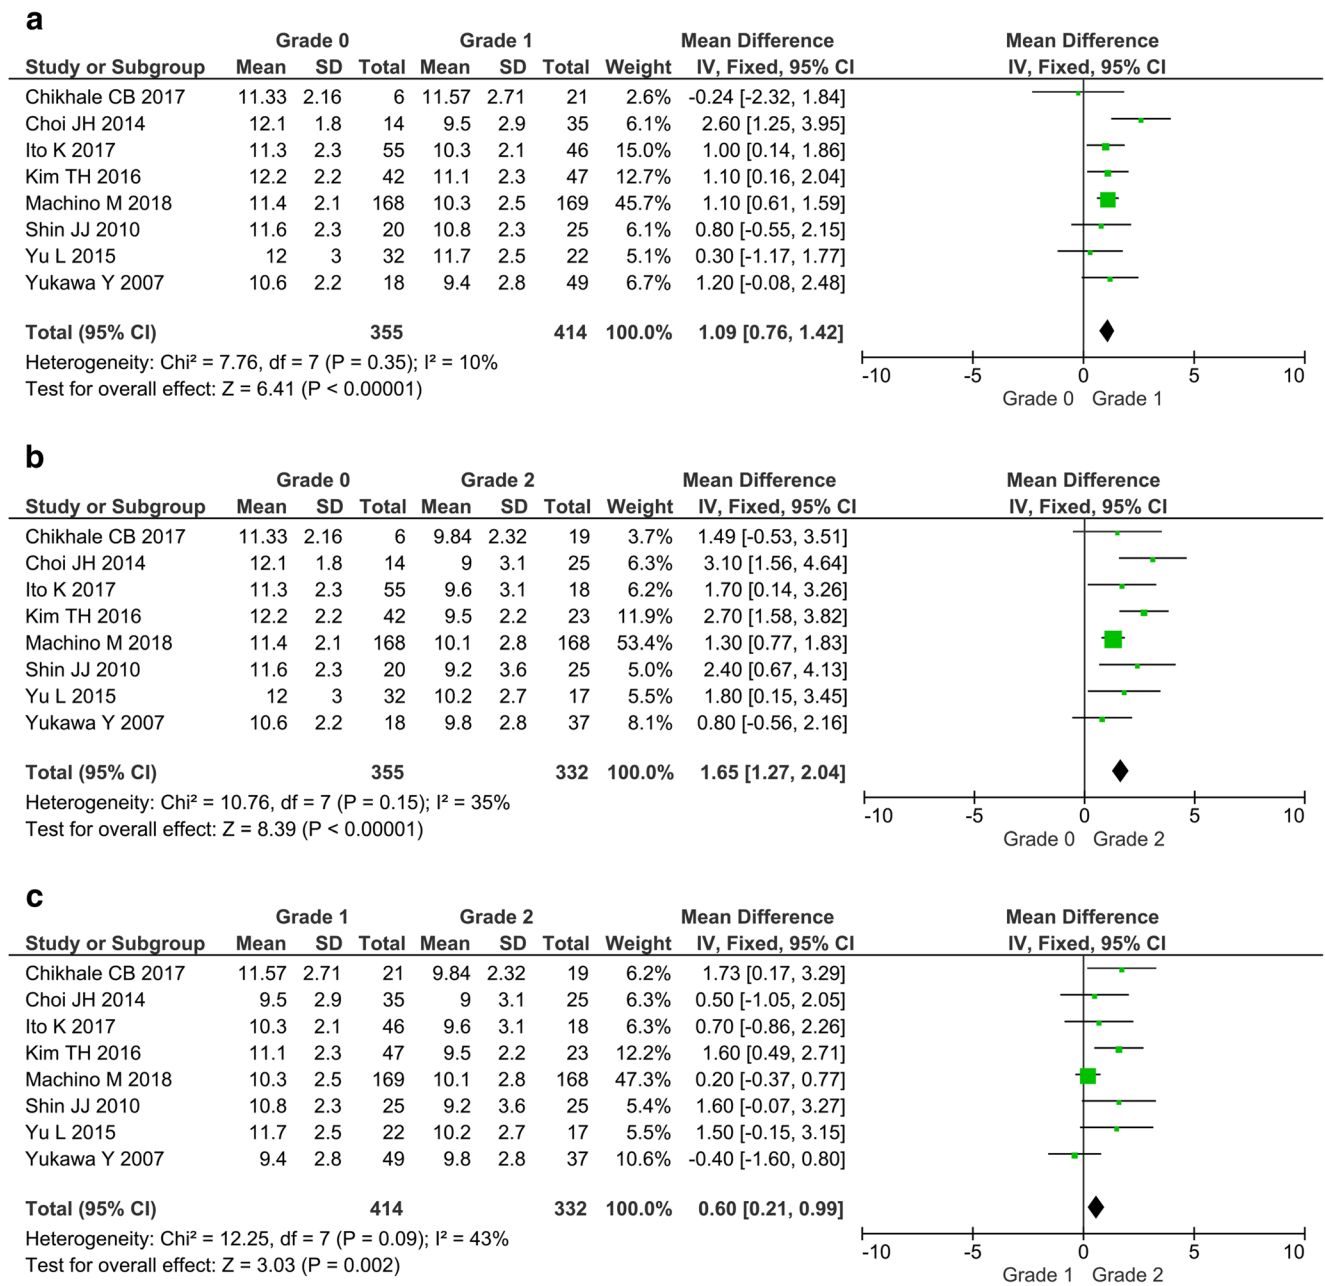 a
Grade 0 Grade 1 Mean Difference Mean Difference
Study or Subgroup Mean SD Total Mean SD Total Weight IV, Fixed, 95% CI IV, Fixed, 95% CI
Chikhale CB 2017 11.33 2.16 6 11.57 2.71 21 2.6% -0.24 [-2.32, 1.84]
Choi JH 2014 12.1 1.8 14 9.5 2.9 35 6.1% 2.60 [1.25, 3.95]
Ito K 2017 11.3 2.3 55 10.3 2.1 46 15.0% 1.00 [0.14, 1.86]
Kim TH 2016 12.2 2.2 42 11.1 2.3 47 12.7% 1.10 [0.16, 2.04]
Machino M 2018 11.4 2.1 168 10.3 2.5 169 45.7% 1.10 [0.61, 1.59]
Shin JJ 2010 11.6 2.3 20 10.8 2.3 25 6.1% 0.80 [-0.55, 2.15]
Yu L 2015 12 3 32 11.7 2.5 22 5.1% 0.30 [-1.17, 1.77]
Yukawa Y 2007 10.6 2.2 18 9.4 2.8 49 6.7% 1.20 [-0.08, 2.48]
Total (95% CI) 355 414 100.0% 1.09 [0.76, 1.42]
Heterogeneity: Chi² = 7.76, df = 7 (P = 0.35); I² = 10%
Test for overall effect: Z = 6.41 (P < 0.00001)
-10 -5 0 5 10
Grade 0 Grade 1
b
Grade 0 Grade 2 Mean Difference Mean Difference
Study or Subgroup Mean SD Total Mean SD Total Weight IV, Fixed, 95% CI IV, Fixed, 95% CI
Chikhale CB 2017 11.33 2.16 6 9.84 2.32 19 3.7% 1.49 [-0.53, 3.51]
Choi JH 2014 12.1 1.8 14 9 3.1 25 6.3% 3.10 [1.56, 4.64]
Ito K 2017 11.3 2.3 55 9.6 3.1 18 6.2% 1.70 [0.14, 3.26]
Kim TH 2016 12.2 2.2 42 9.5 2.2 23 11.9% 2.70 [1.58, 3.82]
Machino M 2018 11.4 2.1 168 10.1 2.8 168 53.4% 1.30 [0.77, 1.83]
Shin JJ 2010 11.6 2.3 20 9.2 3.6 25 5.0% 2.40 [0.67, 4.13]
Yu L 2015 12 3 32 10.2 2.7 17 5.5% 1.80 [0.15, 3.45]
Yukawa Y 2007 10.6 2.2 18 9.8 2.8 37 8.1% 0.80 [-0.56, 2.16]
Total (95% CI) 355 332 100.0% 1.65 [1.27, 2.04]
Heterogeneity: Chi² = 10.76, df = 7 (P = 0.15); I² = 35%
Test for overall effect: Z = 8.39 (P < 0.00001)
-10 -5 0 5 10
Grade 0 Grade 2
c
Grade 1 Grade 2 Mean Difference Mean Difference
Study or Subgroup Mean SD Total Mean SD Total Weight IV, Fixed, 95% CI IV, Fixed, 95% CI
Chikhale CB 2017 11.57 2.71 21 9.84 2.32 19 6.2% 1.73 [0.17, 3.29]
Choi JH 2014 9.5 2.9 35 9 3.1 25 6.3% 0.50 [-1.05, 2.05]
Ito K 2017 10.3 2.1 46 9.6 3.1 18 6.3% 0.70 [-0.86, 2.26]
Kim TH 2016 11.1 2.3 47 9.5 2.2 23 12.2% 1.60 [0.49, 2.71]
Machino M 2018 10.3 2.5 169 10.1 2.8 168 47.3% 0.20 [-0.37, 0.77]
Shin JJ 2010 10.8 2.3 25 9.2 3.6 25 5.4% 1.60 [-0.07, 3.27]
Yu L 2015 11.7 2.5 22 10.2 2.7 17 5.5% 1.50 [-0.15, 3.15]
Yukawa Y 2007 9.4 2.8 49 9.8 2.8 37 10.6% -0.40 [-1.60, 0.80]
Total (95% CI) 414 332 100.0% 0.60 [0.21, 0.99]
Heterogeneity: Chi² = 12.25, df = 7 (P = 0.09); I² = 43%
Test for overall effect: Z = 3.03 (P = 0.002)
-10 -5 0 5 10
Grade 1 Grade 2